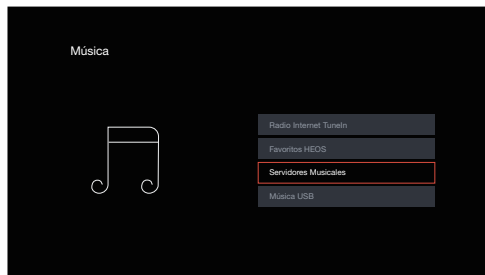 Música
Radio Internet TuneIn
Favoritos HEOS
Servidores Musicales
Música USB